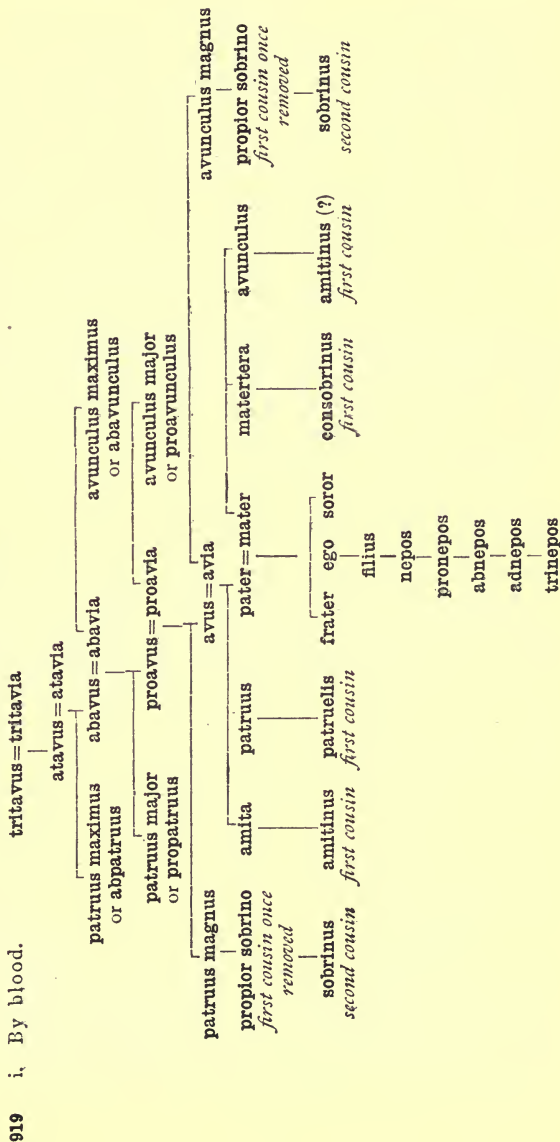 919 i. By blood.
tritavus=tritavia
atavus=atavia
patruus maximus abavus=abavia avunculus maximus
or abpatruus or abavunculus
patruus major proavus=proavia avunculus major
or propatruus or proavunculus
patruus magnus avus=avia avunculus magnus
propior sobrino amita patruus pater=mater matertera avunculus propior sobrino
first cousin once first cousin once
removed removed
sobrinus amitinus patruelis frater ego soror consobrinus amitinus (?) sobrinus
second cousin first cousin first cousin first cousin first cousin second cousin
filius
nepos
pronepos
abnepos
adnepos
trinepos